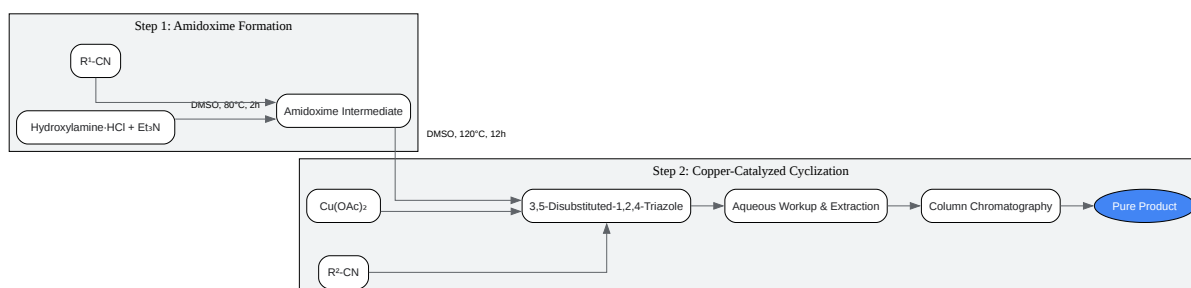 Step 1: Amidoxime Formation
R¹-CN
DMSO, 80°C, 2h
Amidoxime Intermediate
Hydroxylamine·HCl + Et₃N
DMSO, 120°C, 12h
Step 2: Copper-Catalyzed Cyclization
Cu(OAc)₂
3,5-Disubstituted-1,2,4-Triazole
Aqueous Workup & Extraction
Column Chromatography
Pure Product
R²-CN